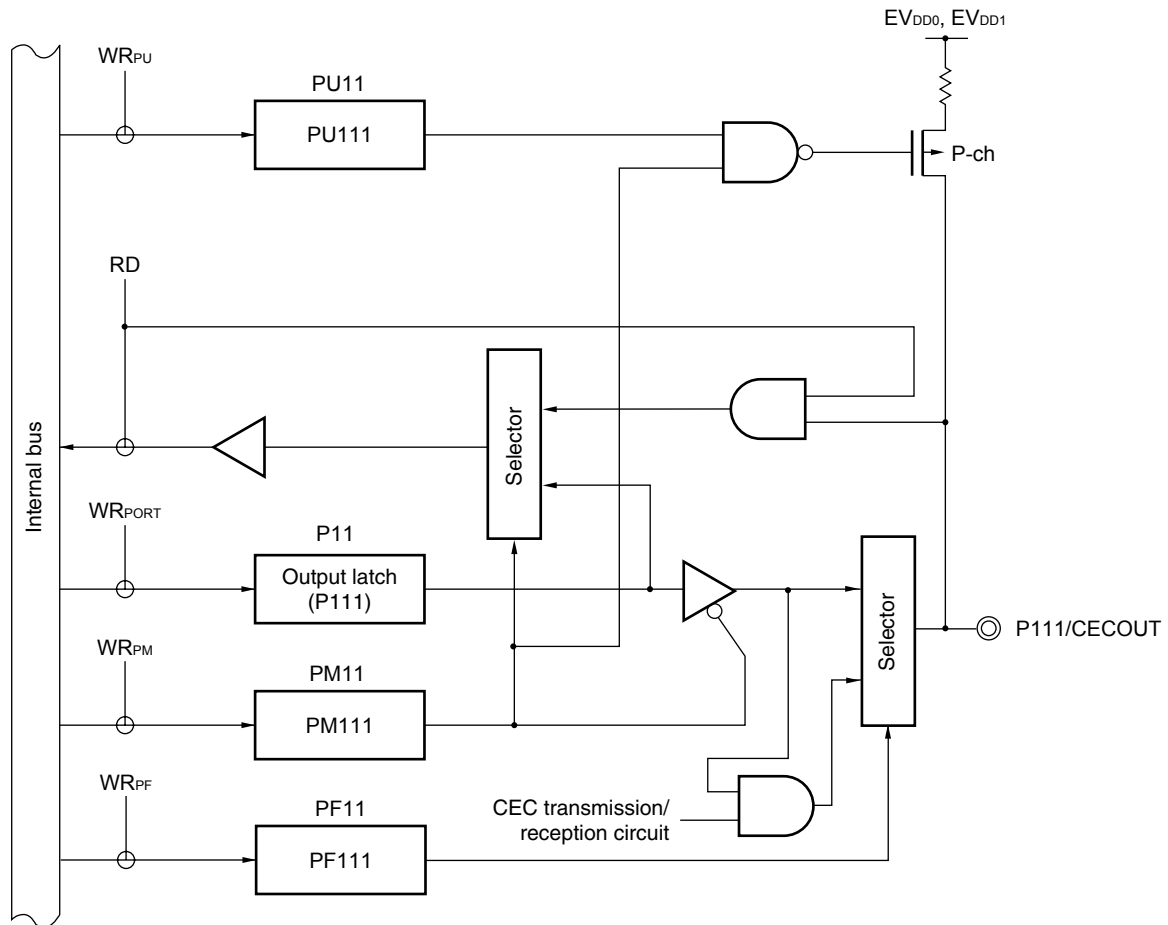 EVDD0, EVDD1
WRPU
PU11
PU111
P-ch
RD
Selector
Internal bus
WRPORT
P11
Output latch
(P111)
Selector
P111/CECOUT
WRPM
PM11
PM111
WRPF
PF11
CEC transmission/
reception circuit
PF111